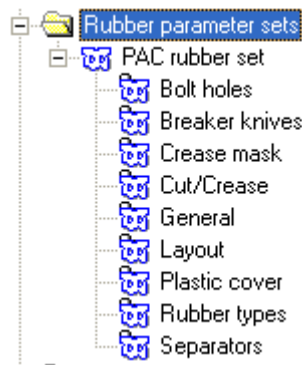 Rubber parameter sets
PAC rubber set
Bolt holes
Breaker knives
Crease mask
Cut/Crease
General
Layout
Plastic cover
Rubber types
Separators